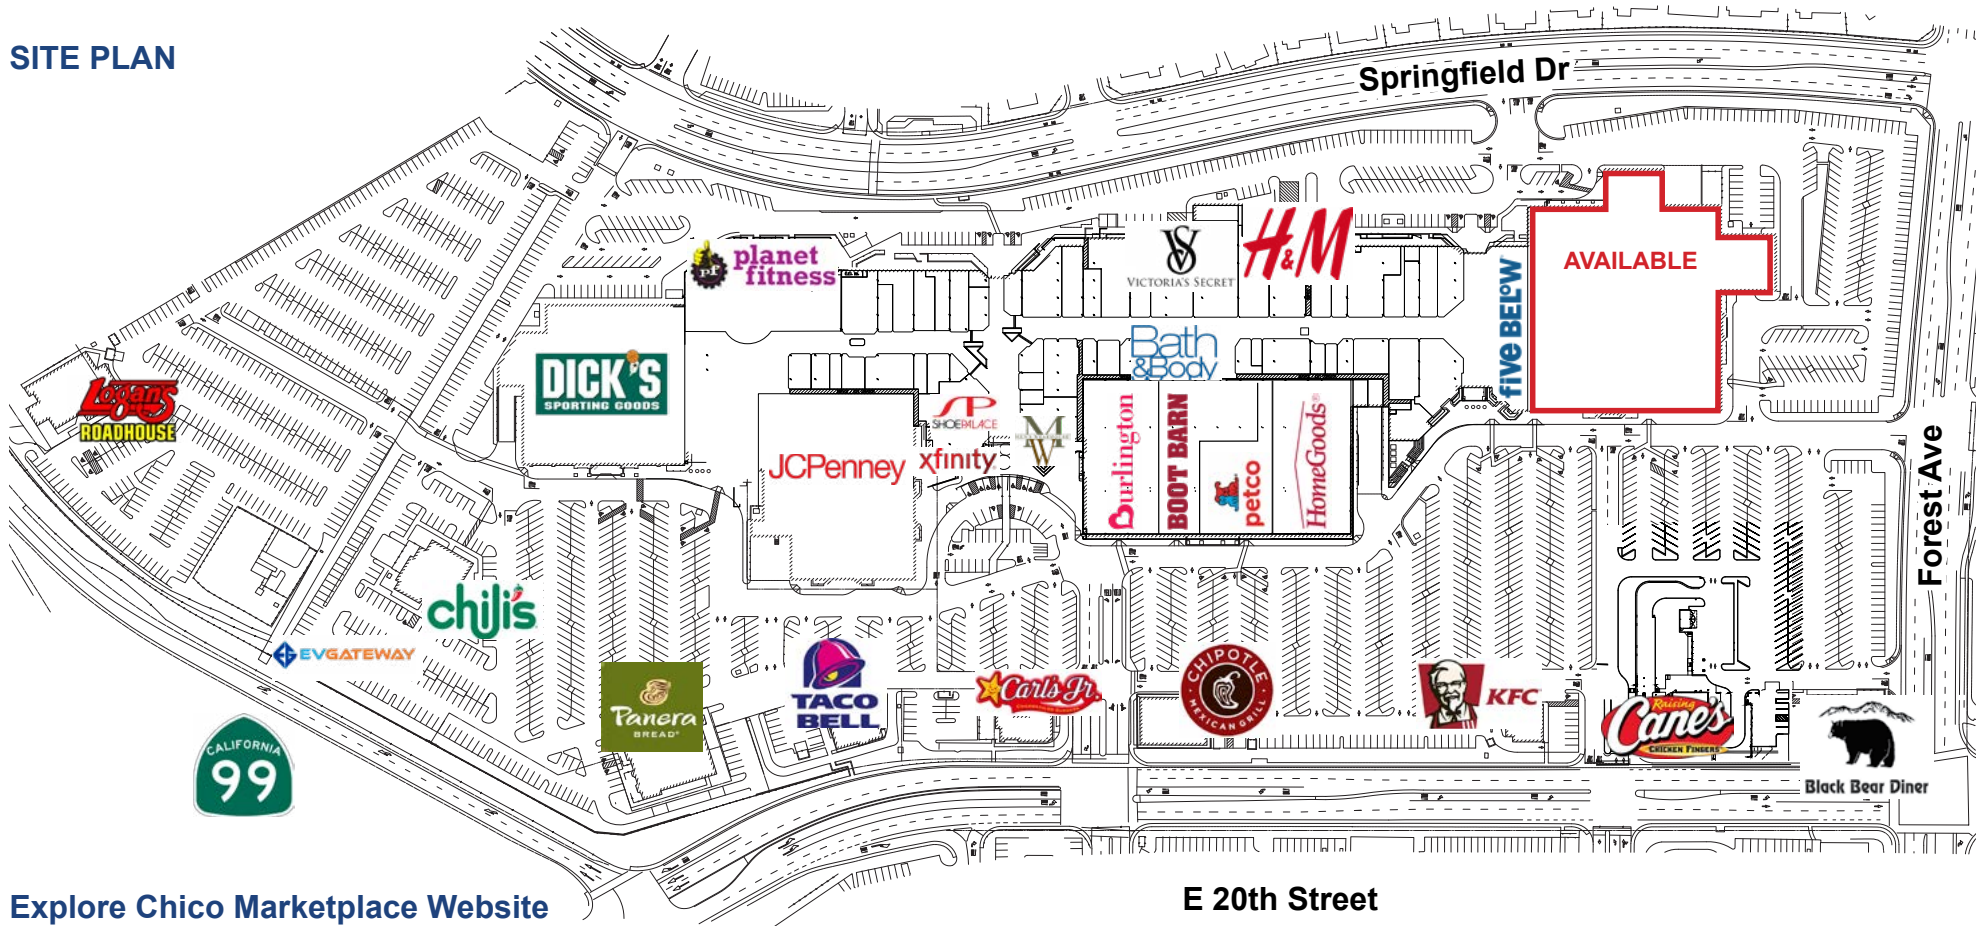 SITE PLAN
Springfield Dr
planet
fitness
VICTORIA'S SECRET
H&M
AVAILABLE
five BELOW
Bath
&Body
DICK'S
SPORTING GOODS
Logan's
ROADHOUSE
SHOEPALACE
MW
xfinity
JCPenney
Burlington
BOOT BARN
petco
HomeGoods®
Forest Ave
chili's
EVGATEWAY
Panera
BREAD®
TACO
BELL
Carl's Jr.
CHIPOTLE
MEXICAN GRILL
KFC
Raising
Cane's
CHICKEN FINGERS
Black Bear Diner
CALIFORNIA
99
E 20th Street
Explore Chico Marketplace Website